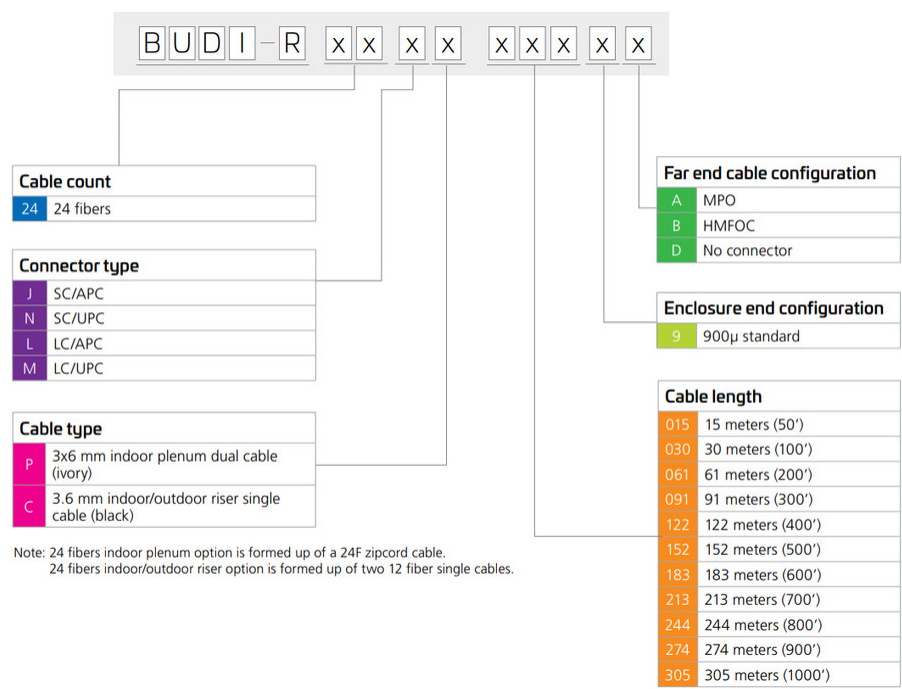 BUDI-R xx x x xxx x x
Cable count
24 24 fibers
Connector type
J SC/APC
N SC/UPC
L LC/APC
M LC/UPC
Cable type
P 3x6 mm indoor plenum dual cable
(ivory)
C 3.6 mm indoor/outdoor riser single
cable (black)
Note: 24 fibers indoor plenum option is formed up of a 24F zipcord cable.
24 fibers indoor/outdoor riser option is formed up of two 12 fiber single cables.
Far end cable configuration
A MPO
B HMFOC
D No connector
Enclosure end configuration
9 900µ standard
Cable length
015 15 meters (50’)
030 30 meters (100’)
061 61 meters (200’)
091 91 meters (300’)
122 122 meters (400’)
152 152 meters (500’)
183 183 meters (600’)
213 213 meters (700’)
244 244 meters (800’)
274 274 meters (900’)
305 305 meters (1000’)